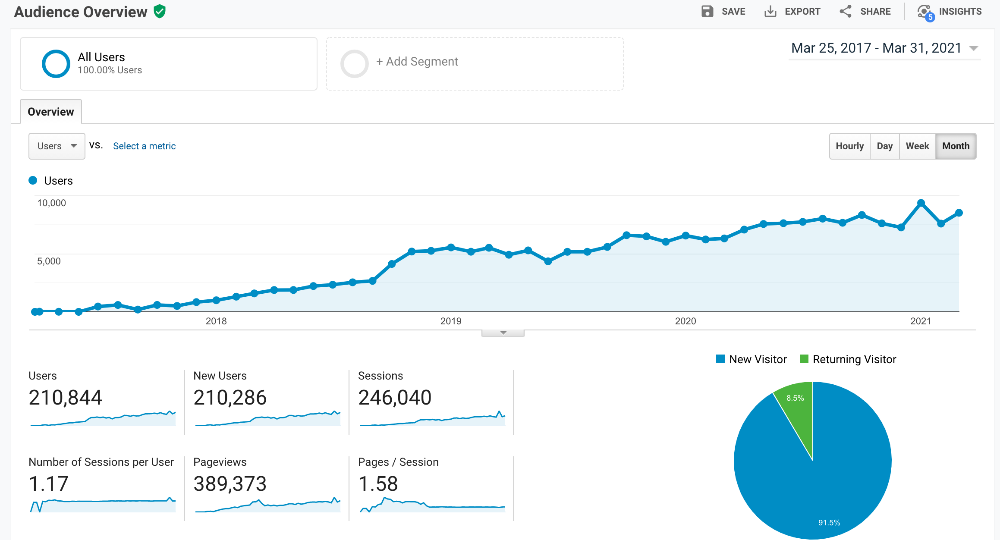 Audience Overview
SAVE
EXPORT
SHARE
INSIGHTS
5
All Users
100.00% Users
+ Add Segment
Mar 25, 2017 - Mar 31, 2021
Overview
Users
VS.
Select a metric
Hourly
Day
Week
Month
Users
10,000
5,000
2018
2019
2020
2021
New Visitor
Returning Visitor
Users
210,844
New Users
210,286
Sessions
246,040
Number of Sessions per User
1.17
Pageviews
389,373
Pages / Session
1.58
8.5%
91.5%